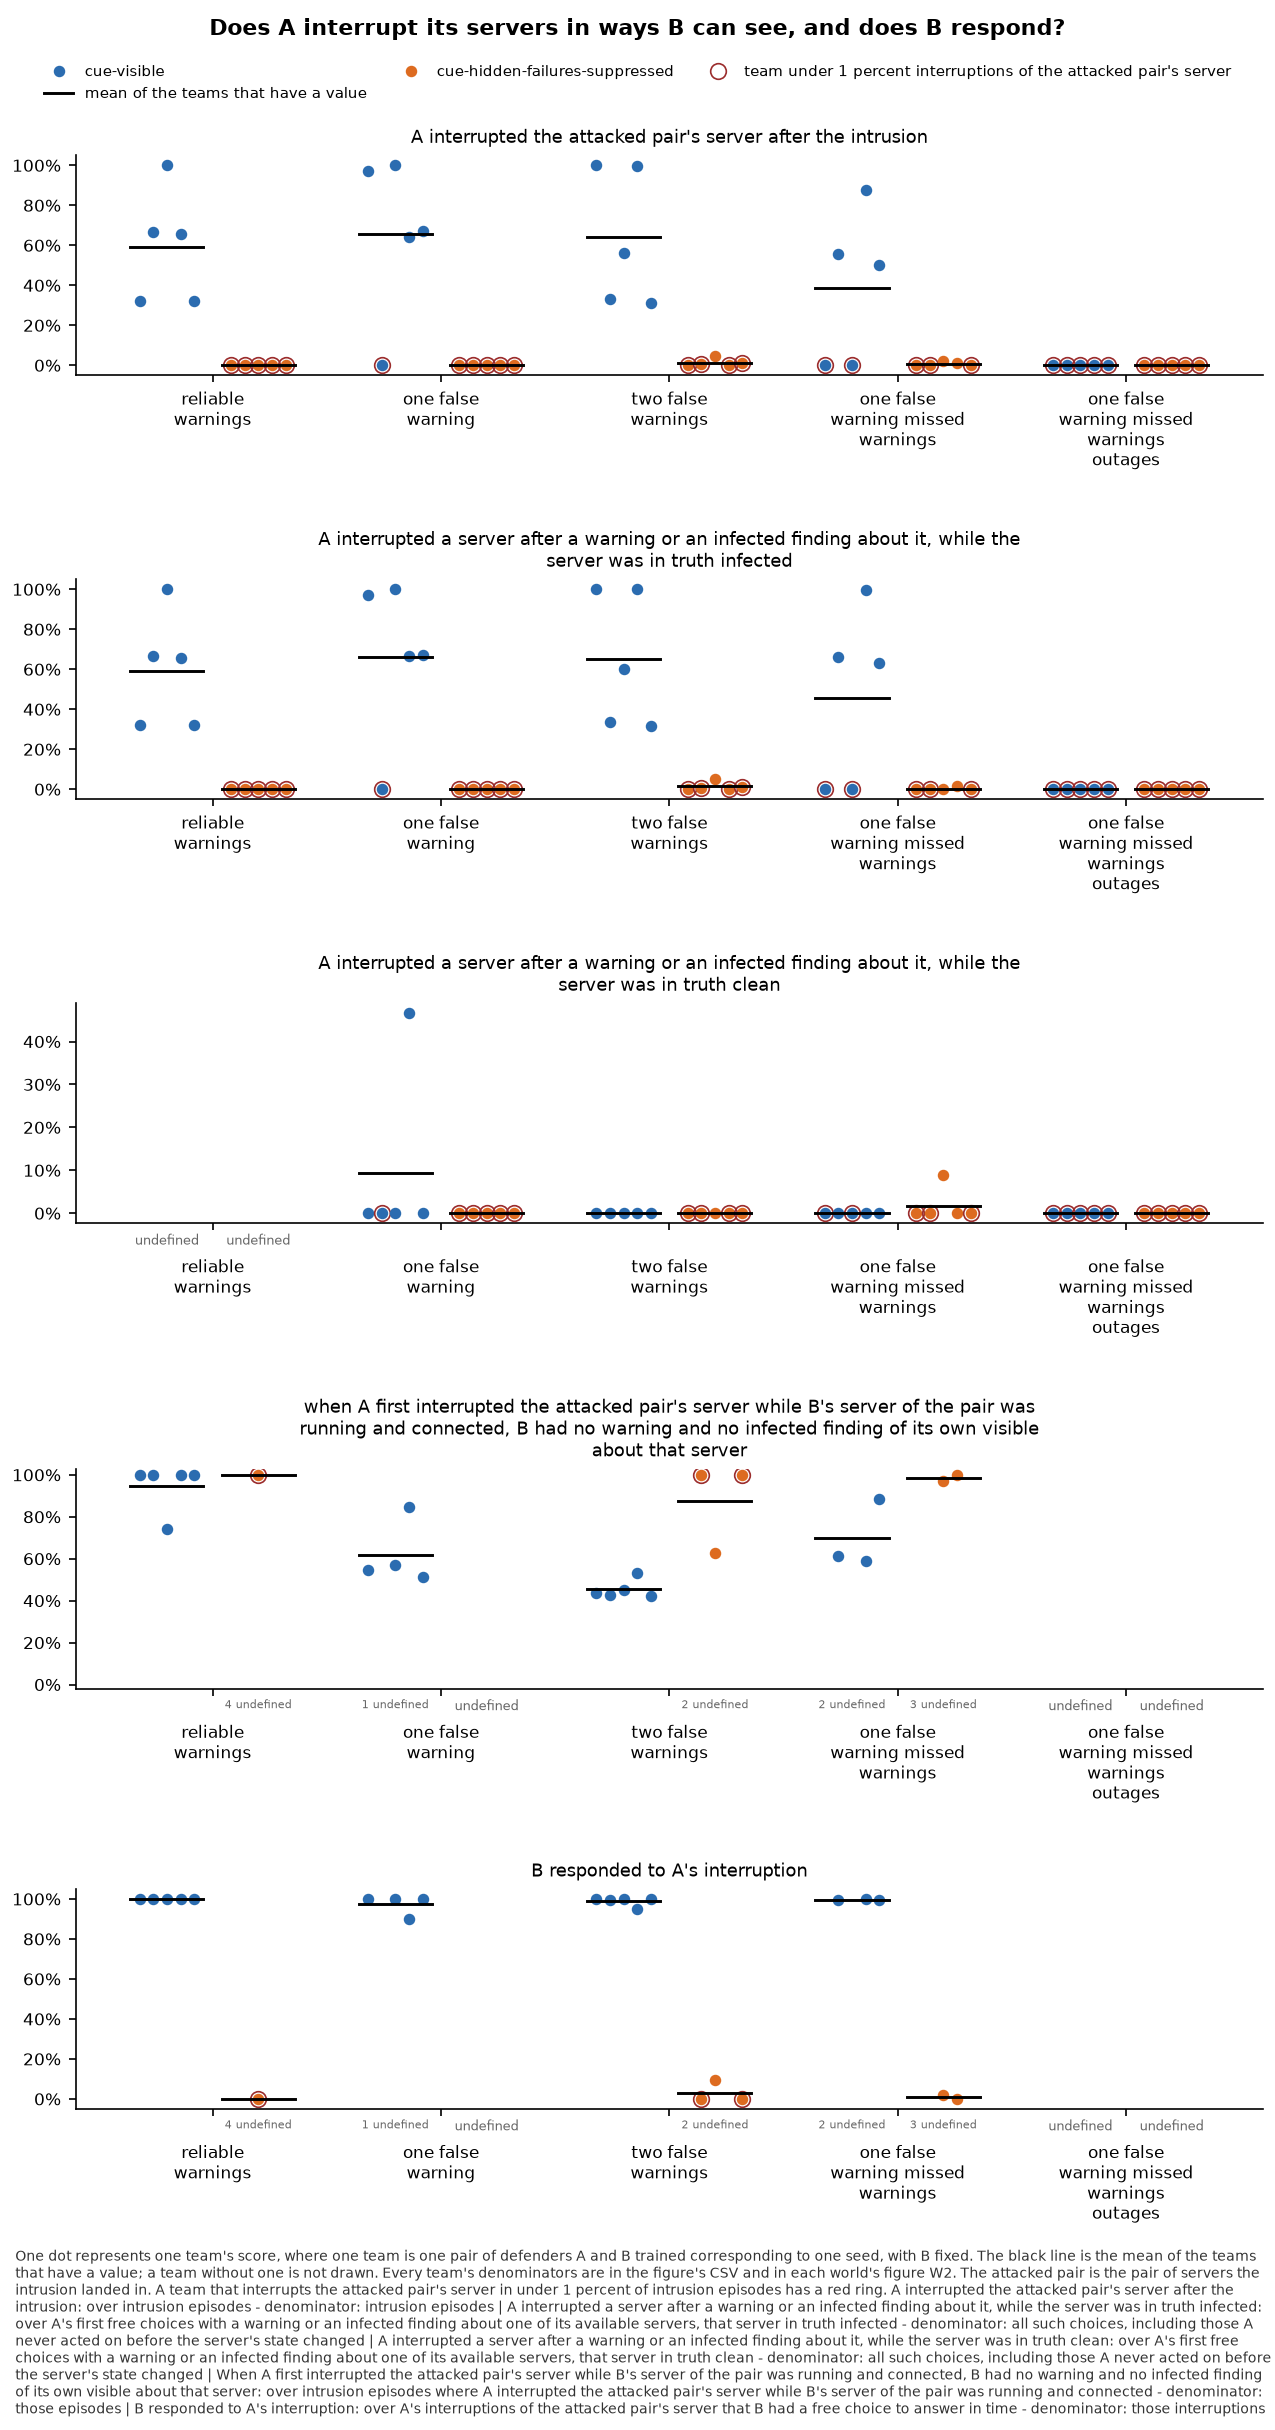 Does A interrupt its servers in ways B can see, and does B respond?
cue-visible
cue-hidden-failures-suppressed
team under 1 percent interruptions of the attacked pair's server
mean of the teams that have a value
A interrupted the attacked pair's server after the intrusion
100%
80%
60%
40%
20%
0%
reliable
warnings
one false
warning
two false
warnings
one false
warning missed
warnings
one false
warning missed
warnings
outages
A interrupted a server after a warning or an infected finding about it, while the
server was in truth infected
100%
80%
60%
40%
20%
0%
reliable
warnings
one false
warning
two false
warnings
one false
warning missed
warnings
one false
warning missed
warnings
outages
A interrupted a server after a warning or an infected finding about it, while the
server was in truth clean
40%
30%
20%
10%
0%
undefined
undefined
reliable
warnings
one false
warning
two false
warnings
one false
warning missed
warnings
one false
warning missed
warnings
outages
when A first interrupted the attacked pair's server while B's server of the pair was
running and connected, B had no warning and no infected finding of its own visible
about that server
100%
80%
60%
40%
20%
0%
4 undefined
1 undefined
undefined
2 undefined
2 undefined
3 undefined
undefined
undefined
reliable
warnings
one false
warning
two false
warnings
one false
warning missed
warnings
one false
warning missed
warnings
outages
B responded to A's interruption
100%
80%
60%
40%
20%
0%
4 undefined
1 undefined
undefined
2 undefined
2 undefined
3 undefined
undefined
undefined
reliable
warnings
one false
warning
two false
warnings
one false
warning missed
warnings
one false
warning missed
warnings
outages
One dot represents one team's score, where one team is one pair of defenders A and B trained corresponding to one seed, with B fixed. The black line is the mean of the teams
that have a value; a team without one is not drawn. Every team's denominators are in the figure's CSV and in each world's figure W2. The attacked pair is the pair of servers the
intrusion landed in. A team that interrupts the attacked pair's server in under 1 percent of intrusion episodes has a red ring. A interrupted the attacked pair's server after the
intrusion: over intrusion episodes - denominator: intrusion episodes | A interrupted a server after a warning or an infected finding about it, while the server was in truth infected:
over A's first free choices with a warning or an infected finding about one of its available servers, that server in truth infected - denominator: all such choices, including those A
never acted on before the server's state changed | A interrupted a server after a warning or an infected finding about it, while the server was in truth clean: over A's first free
choices with a warning or an infected finding about one of its available servers, that server in truth clean - denominator: all such choices, including those A never acted on before
the server's state changed | When A first interrupted the attacked pair's server while B's server of the pair was running and connected, B had no warning and no infected finding
of its own visible about that server: over intrusion episodes where A interrupted the attacked pair's server while B's server of the pair was running and connected - denominator:
those episodes | B responded to A's interruption: over A's interruptions of the attacked pair's server that B had a free choice to answer in time - denominator: those interruptions